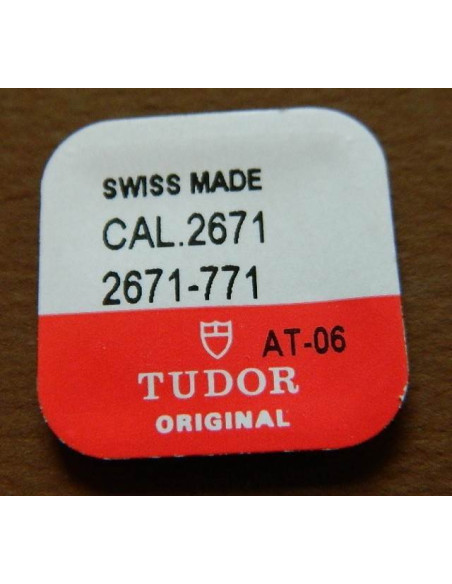 SWISS MADE
CAL.2671
2671-771
AT-06
TUDOR
ORIGINAL